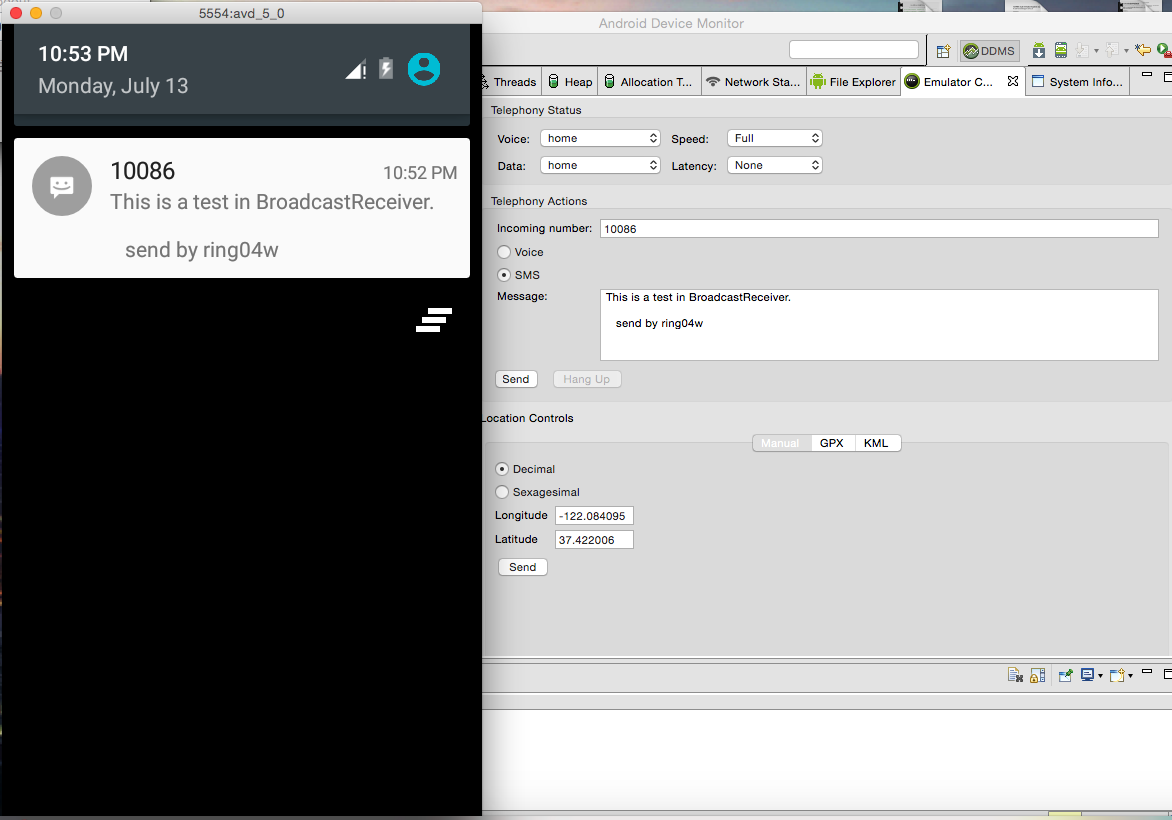 5554:avd_5_0
10:53 PM
Monday, July 13
10086
10:52 PM
This is a test in BroadcastReceiver.
send by ring04w
Android Device Monitor
DDMS
Threads
Heap
Allocation T...
Network Sta...
File Explorer
Emulator C...
System Info...
Telephony Status
Voice: home Speed: Full
Data: home Latency: None
Telephony Actions
Incoming number: 10086
Voice
SMS
Message: This is a test in BroadcastReceiver.
send by ring04w
Send Hang Up
Location Controls
Manual GPX KML
Decimal
Sexagesimal
Longitude -122.084095
Latitude 37.422006
Send